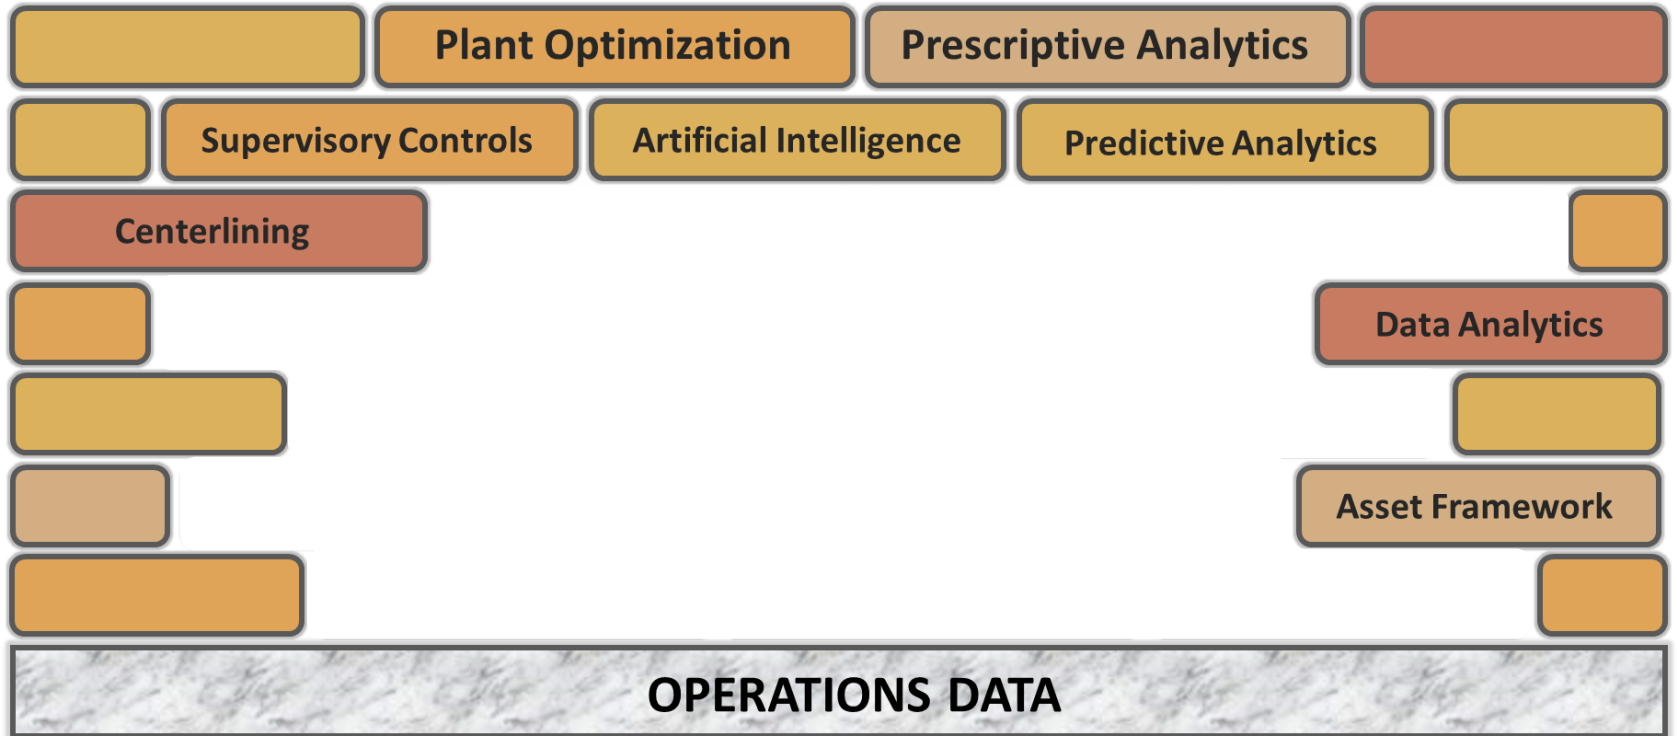 Plant Optimization
Prescriptive Analytics
Supervisory Controls
Artificial Intelligence
Predictive Analytics
Centerlining
Data Analytics
Asset Framework
OPERATIONS DATA